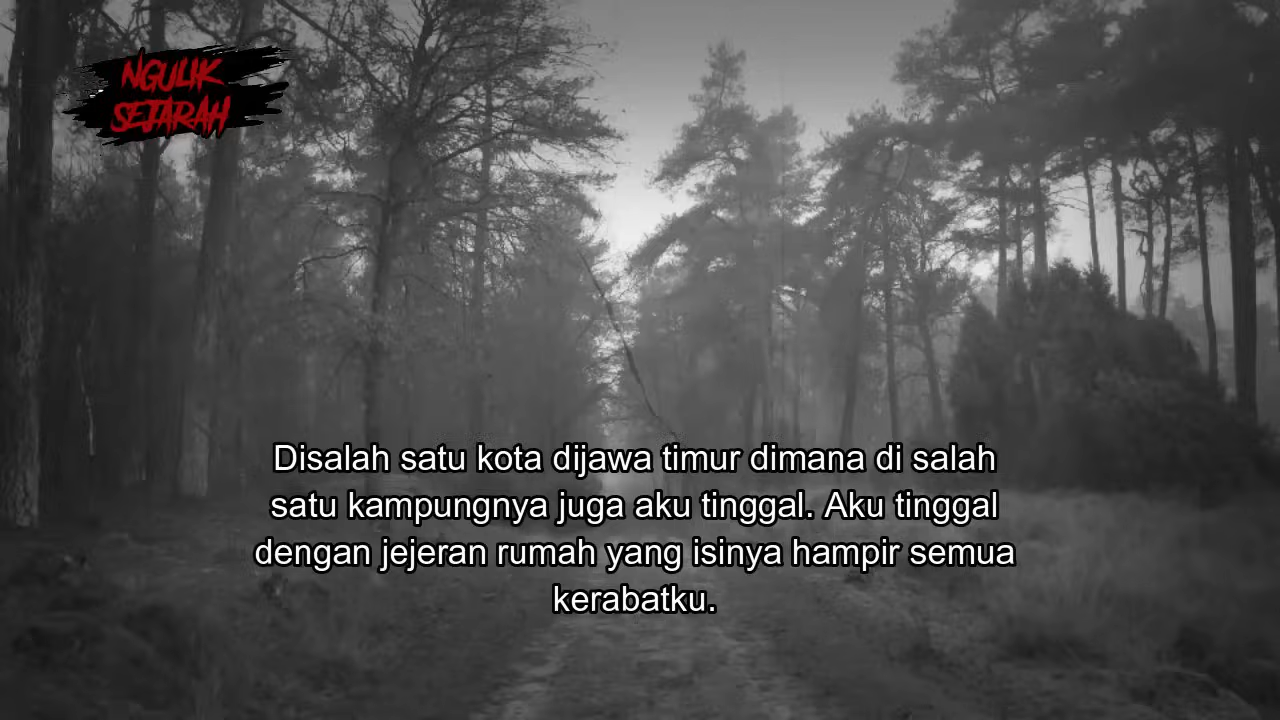 NGULIK
SEJARAH
Disalah satu kota dijawa timur dimana di salah
satu kampungnya juga aku tinggal. Aku tinggal
dengan jejeran rumah yang isinya hampir semua
kerabatku.